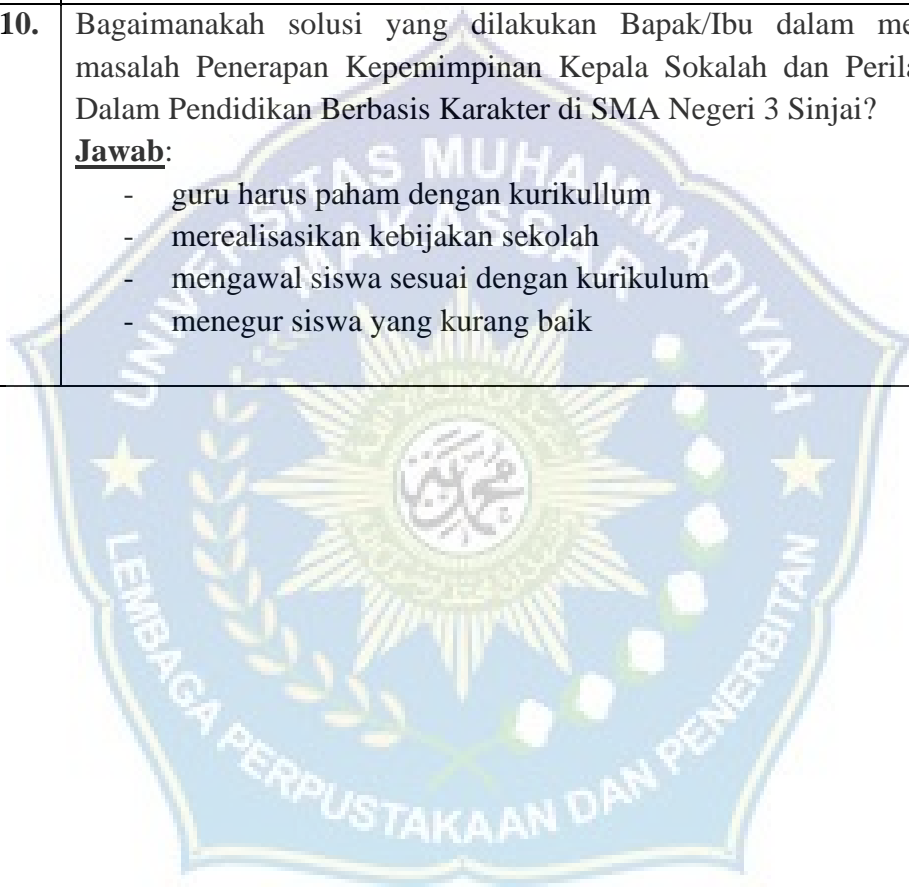 10. Bagaimanakah solusi yang dilakukan Bapak/Ibu dalam
masalah Penerapan Kepemimpinan Kepala Sokalah dan
Dalam Pendidikan Berbasis Karakter di SMA Negeri 3 Sinjai?
Jawab:
- guru harus paham dengan kurikullum
- merealisasikan kebijakan sekolah
- mengawal siswa sesuai dengan kurikulum
- menegur siswa yang kurang baik
UNIVERSITAS MUHAMMADIYAH
MAKASSAR
LEMBAGA PERPUSTAKAAN DAN PENERBITAN